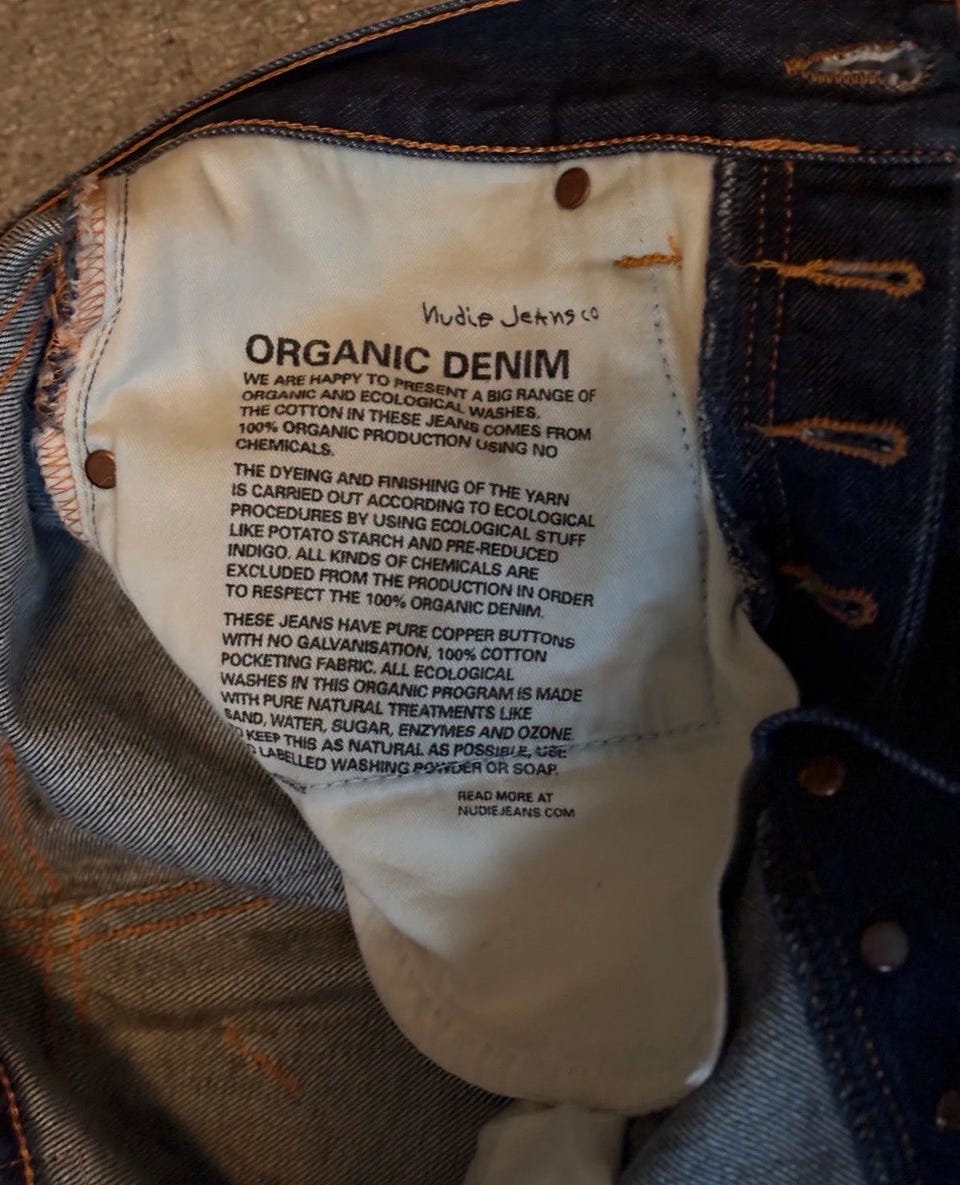 Nudie Jeans co
ORGANIC DENIM
WE ARE HAPPY TO PRESENT A BIG RANGE OF
ORGANIC AND ECOLOGICAL WASHES.
THE COTTON IN THESE JEANS COMES FROM
100% ORGANIC PRODUCTION USING NO
CHEMICALS.
THE DYEING AND FINISHING OF THE YARN
IS CARRIED OUT ACCORDING TO ECOLOGICAL
PROCEDURES BY USING ECOLOGICAL STUFF
LIKE POTATO STARCH AND PRE-REDUCED
INDIGO. ALL KINDS OF CHEMICALS ARE
EXCLUDED FROM THE PRODUCTION IN ORDER
TO RESPECT THE 100% ORGANIC DENIM.
THESE JEANS HAVE PURE COPPER BUTTONS
WITH NO GALVANISATION, 100% COTTON
POCKETING FABRIC. ALL ECOLOGICAL
WASHES IN THIS ORGANIC PROGRAM IS MADE
WITH PURE NATURAL TREATMENTS LIKE
SAND, WATER, SUGAR, ENZYMES AND OZONE.
KEEP THIS AS NATURAL AS POSSIBLE, USE
LABELLED WASHING POWDER OR SOAP.
READ MORE AT
NUDIEJEANS.COM